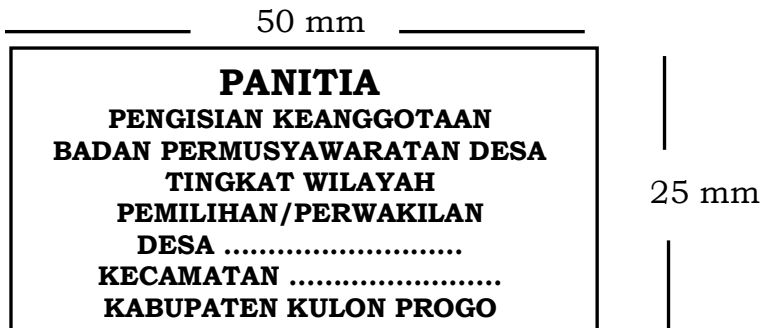 50 mm
PANITIA
PENGISIAN KEANGGOTAAN
BADAN PERMUSYAWARATAN DESA
TINGKAT WILAYAH
25 mm
PEMILIHAN/PERWAKILAN
DESA ...........................
KECAMATAN ........................
KABUPATEN KULON PROGO